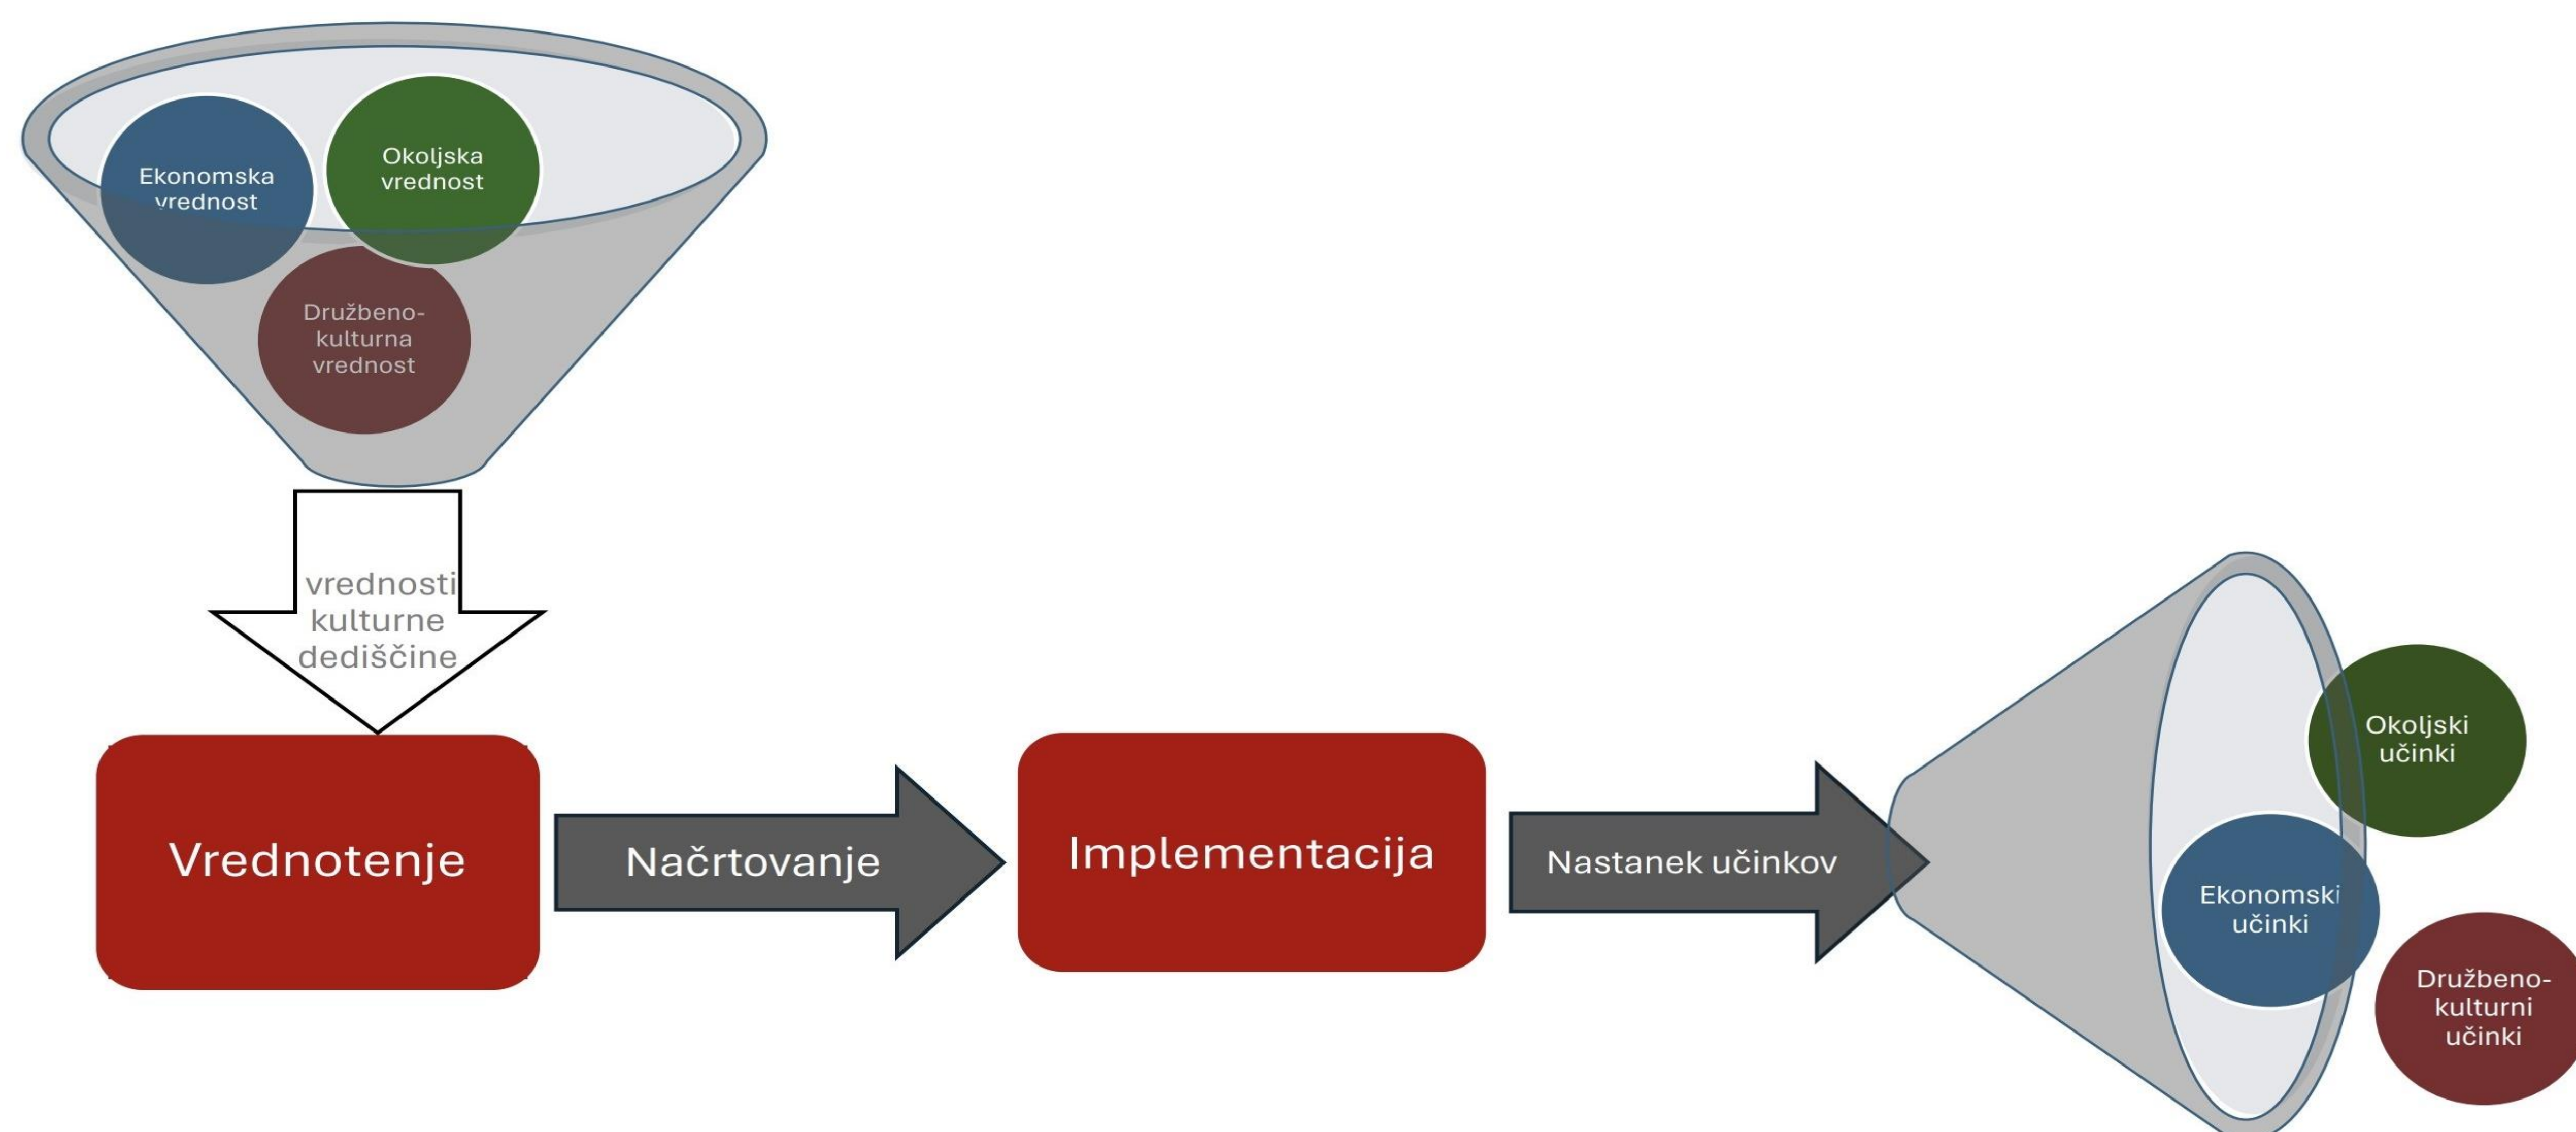 Ekonomska
vrednost
Okoljska
vrednost
Družbeno-
kulturna
vrednost
vrednosti
kulturne
dediščine
Vrednotenje
Načrtovanje
Implementacija
Nastanek učinkov
Okoljski
učinki
Ekonomski
učinki
Družbeno-
kulturni
učinki